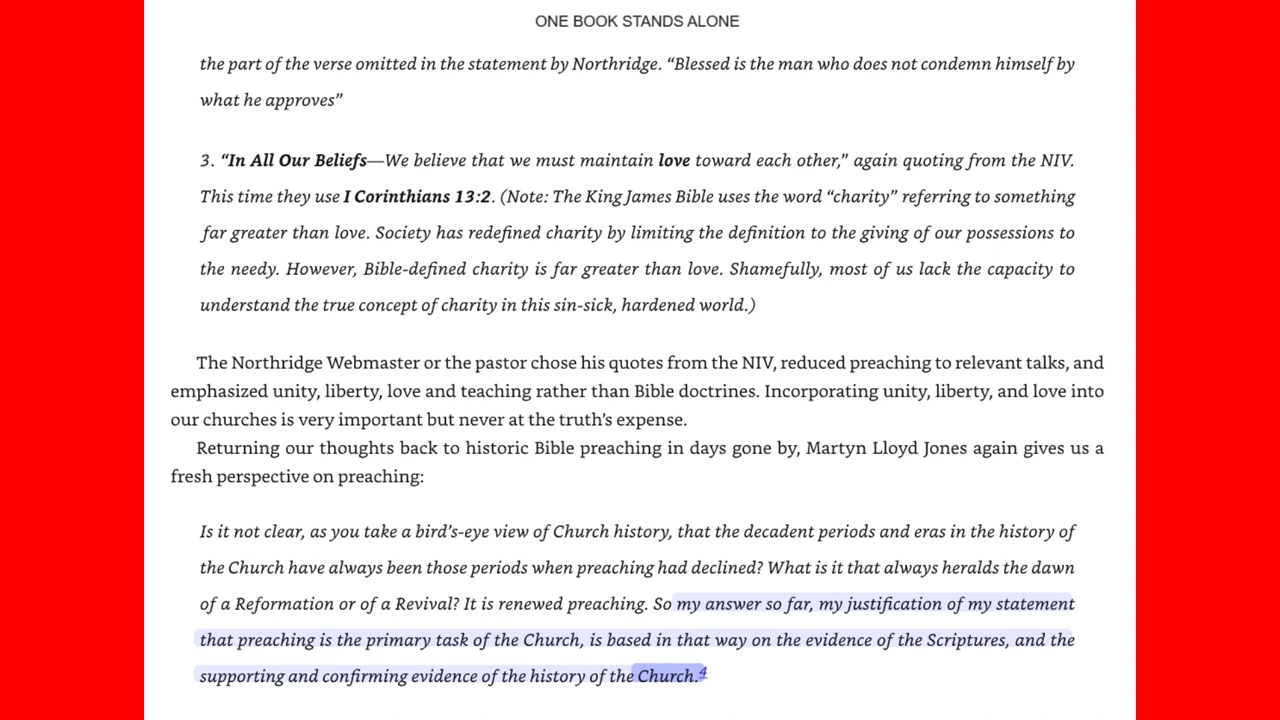 ONE BOOK STANDS ALONE
the part of the verse omitted in the statement by Northridge. “Blessed is the man who does not condemn himself by
what he approves”
3. “In All Our Beliefs—We believe that we must maintain love toward each other,” again quoting from the NIV.
This time they use I Corinthians 13:2. (Note: The King James Bible uses the word “charity” referring to something
far greater than love. Society has redefined charity by limiting the definition to the giving of our possessions to
the needy. However, Bible-defined charity is far greater than love. Shamefully, most of us lack the capacity to
understand the true concept of charity in this sin-sick, hardened world.)
The Northridge Webmaster or the pastor chose his quotes from the NIV, reduced preaching to relevant talks, and
emphasized unity, liberty, love and teaching rather than Bible doctrines. Incorporating unity, liberty, and love into
our churches is very important but never at the truth’s expense.
Returning our thoughts back to historic Bible preaching in days gone by, Martyn Lloyd Jones again gives us a
fresh perspective on preaching:
Is it not clear, as you take a bird’s-eye view of Church history, that the decadent periods and eras in the history of
the Church have always been those periods when preaching had declined? What is it that always heralds the dawn
of a Reformation or of a Revival? It is renewed preaching. So my answer so far, my justification of my statement
that preaching is the primary task of the Church, is based in that way on the evidence of the Scriptures, and the
supporting and confirming evidence of the history of the Church.4